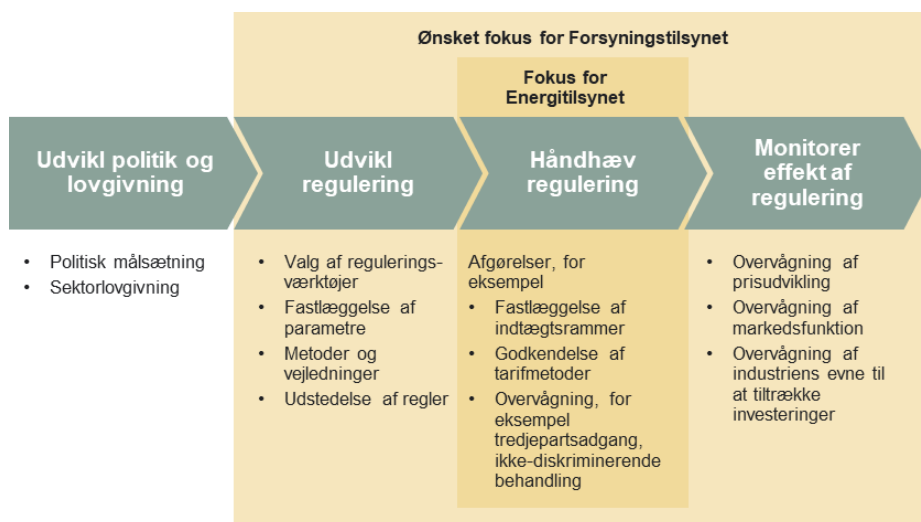 Ønsket fokus for Forsyningstilsynet
Fokus for
Energitilsynet
Udvikl politik og
lovgivning
Udvikl
regulering
Håndhæv
regulering
Monitorer
effekt af
regulering
• Politisk målsætning
• Sektorlovgivning
• Valg af regulerings-
værktøjer
• Fastlæggelse af
parametre
• Metoder og
vejledninger
• Udstedelse af regler
Afgørelser, for
eksempel
• Fastlæggelse af
indtægtsrammer
• Godkendelse af
tarifmetoder
• Overvågning, for
eksempel
tredjepartsadgang,
ikke-diskriminerende
behandling
• Overvågning af
prisudvikling
• Overvågning af
markedsfunktion
• Overvågning af
industriens evne til
at tiltrække
investeringer